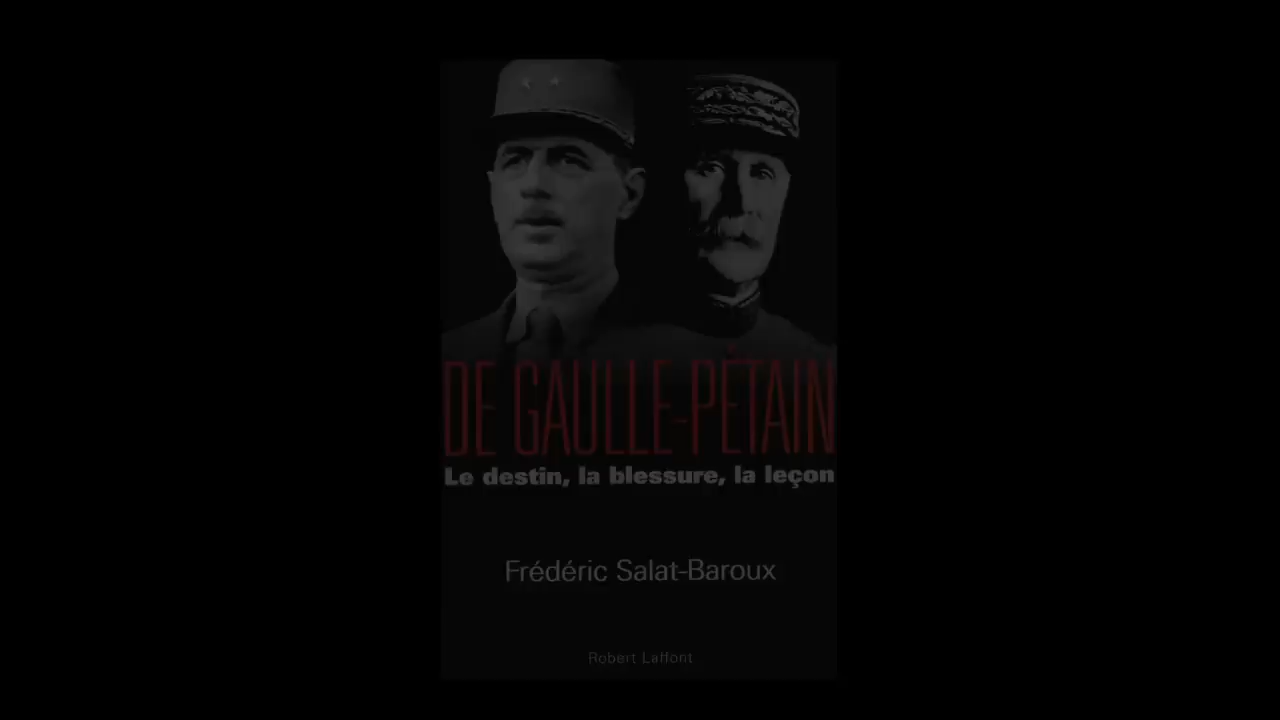 DE GAULLE-PÉTAIN
Le destin, la blessure, la leçon
Frédéric Salat-Baroux
Robert Laffont